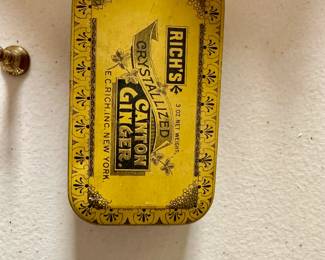 RICH'S
3 OZ. NET WEIGHT.
CRYSTALLIZED
CANTON
GINGER
E.C. RICH, INC. NEW YORK